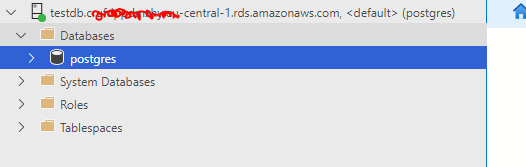 testdb. -central-1.rds.amazonaws.com, <default> (postgres)
Databases
postgres
System Databases
Roles
Tablespaces